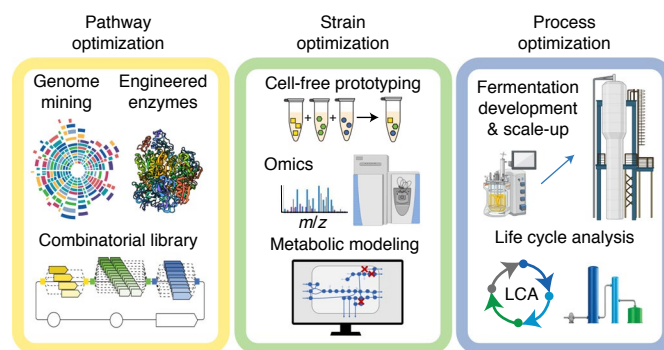 Pathway
optimization
Strain
optimization
Process
optimization
Genome
mining
Engineered
enzymes
Combinatorial library
Cell-free prototyping
+ + +
Omics
m/z
Metabolic modeling
Fermentation
development
& scale-up
Life cycle analysis
LCA